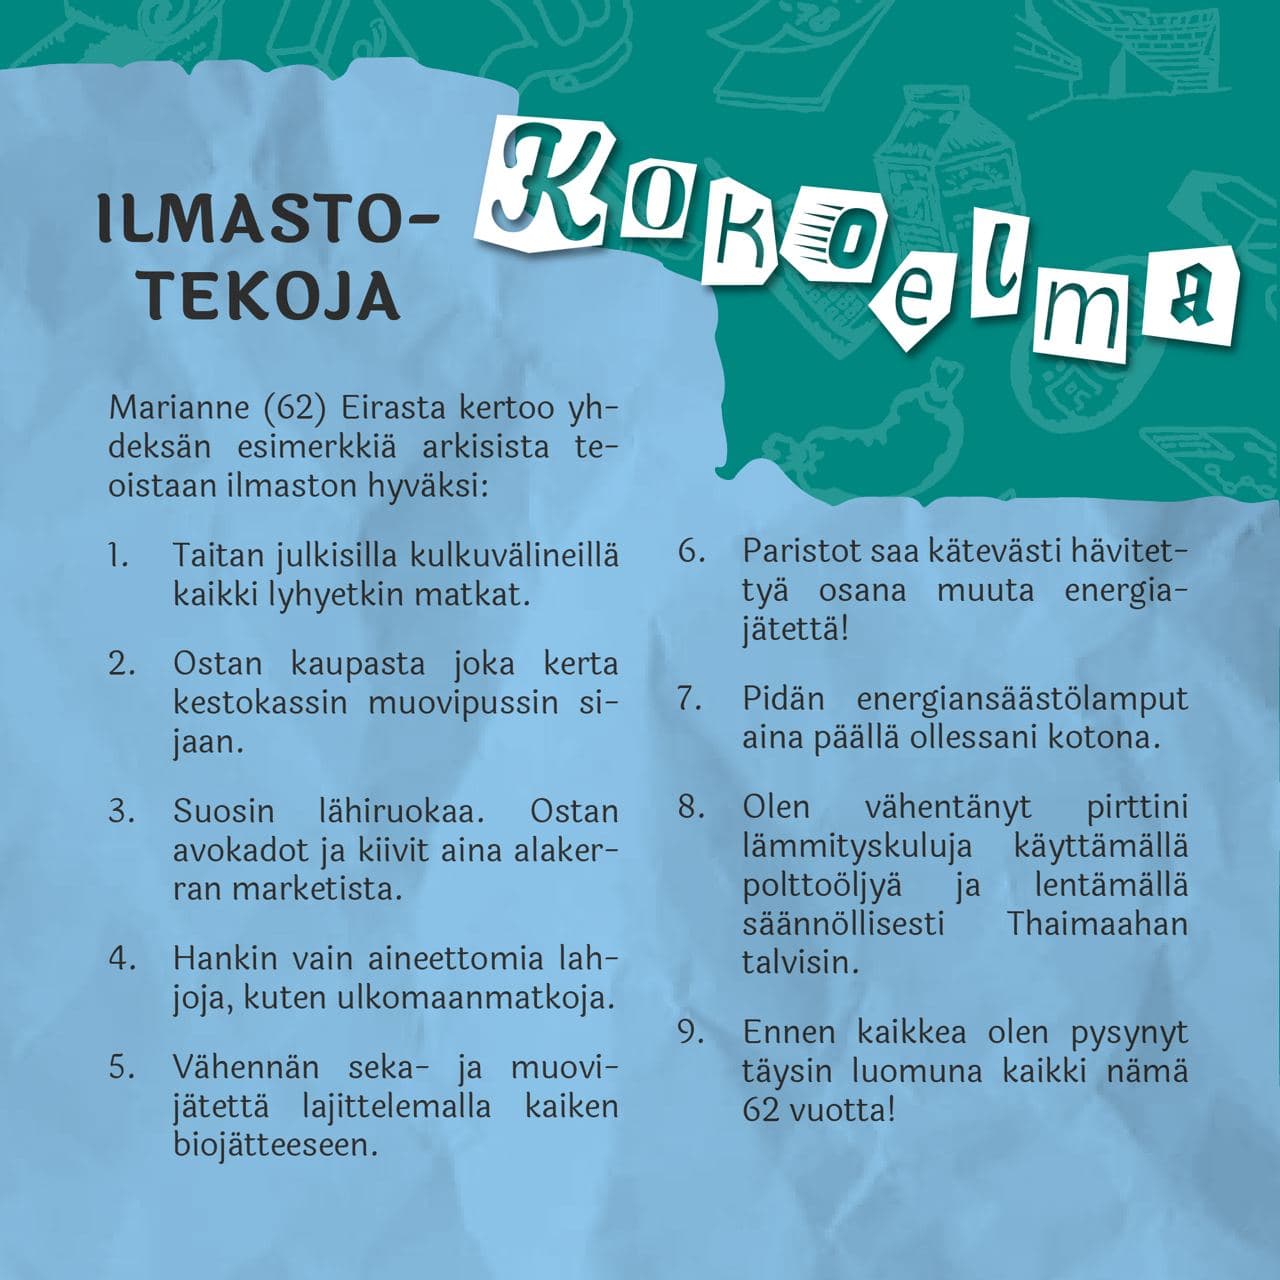 Kokoelma
ILMASTO-
TEKOJA
Marianne (62) Eirasta kertoo yh-
deksän esimerkkiä arkisista te-
oistaan ilmaston hyväksi:
1. Taitan julkisilla kulkuvälineillä
kaikki lyhyetkin matkat.
2. Ostan kaupasta joka kerta
kestokassin muovipussin si-
jaan.
3. Suosin lähiruokaa. Ostan
avokadot ja kiivit aina alaker-
ran marketista.
4. Hankin vain aineettomia lah-
joja, kuten ulkomaanmatkoja.
5. Vähennän seka- ja muovi-
jätettä lajittelemalla kaiken
biojätteeseen.
6. Paristot saa kätevästi hävitet-
tyä osana muuta energia-
jätettä!
7. Pidän energiansäästölamput
aina päällä ollessani kotona.
8. Olen vähentänyt pirttini
lämmityskuluja käyttämällä
polttoöljyä ja lentämällä
säännöllisesti Thaimaahan
talvisin.
9. Ennen kaikkea olen pysynyt
täysin luomuna kaikki nämä
62 vuotta!